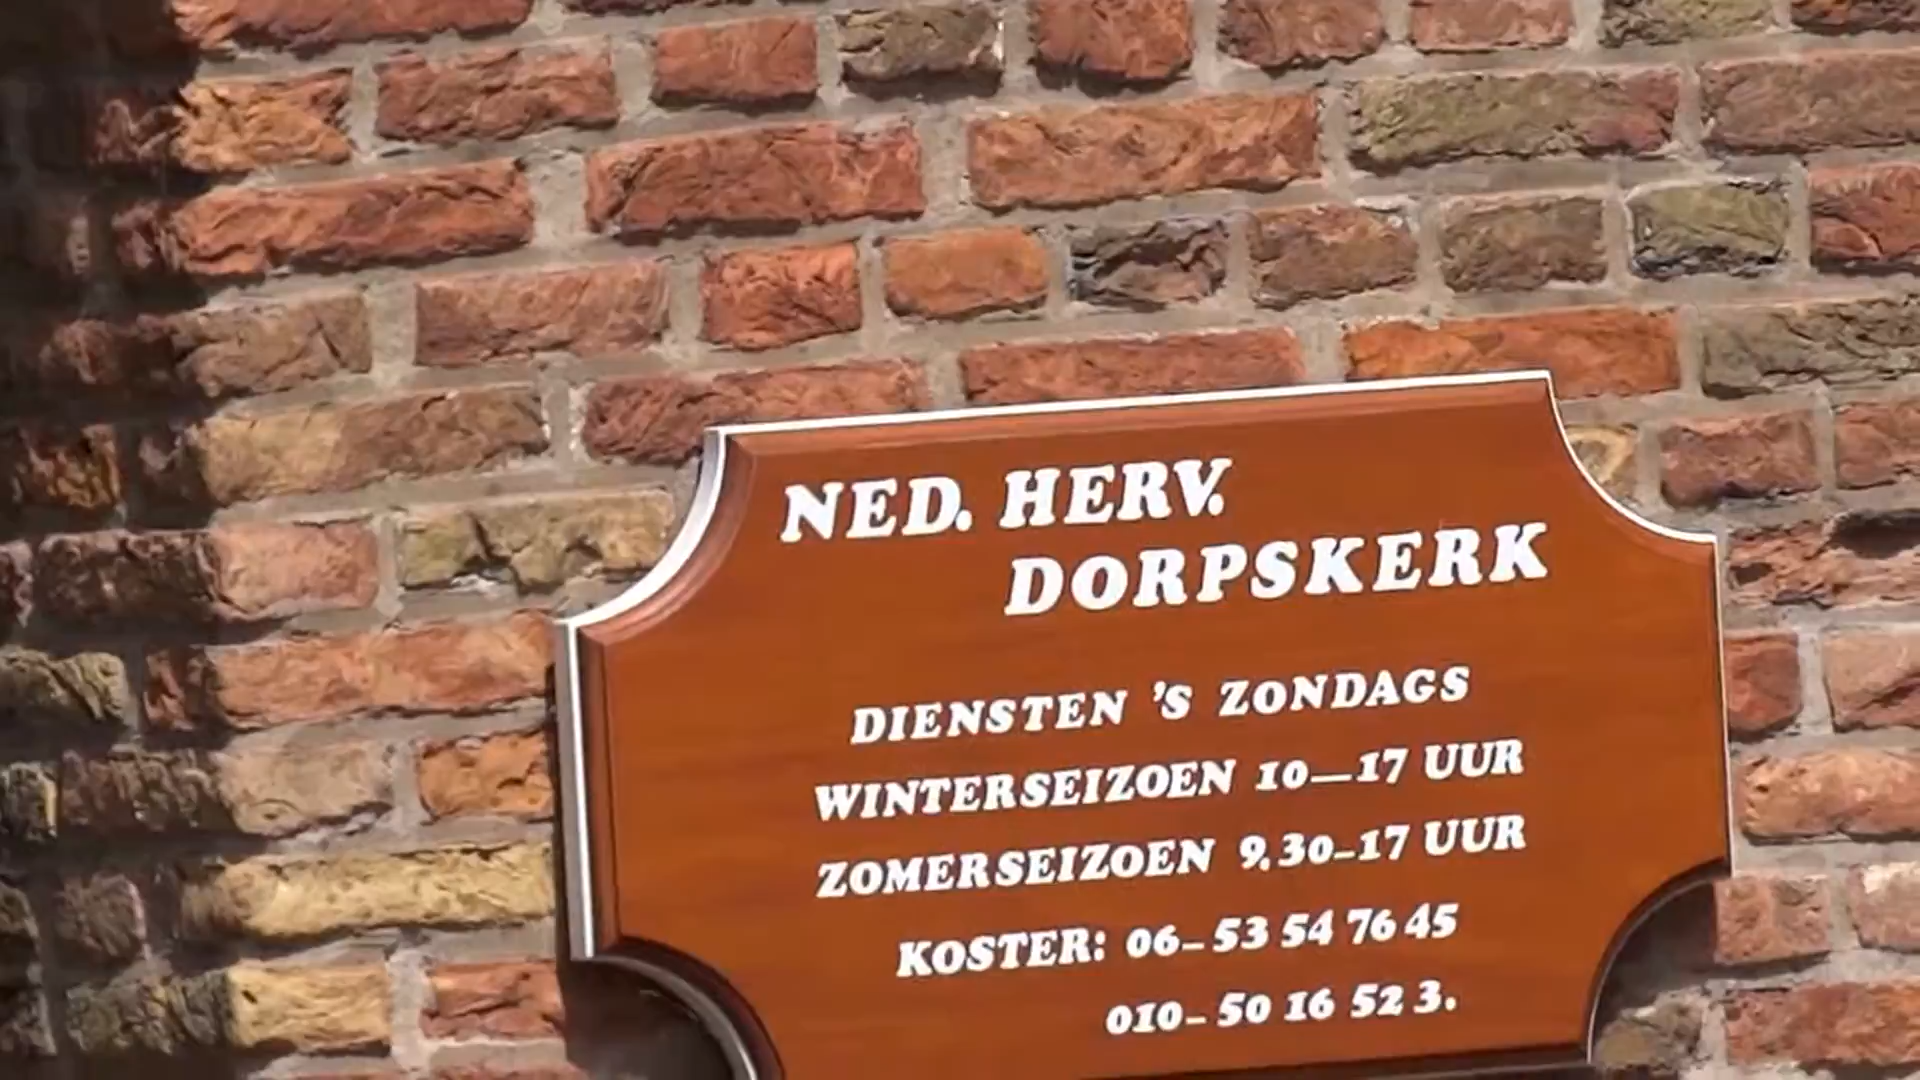 NED. HERV.
DORPSKERK
DIENSTEN 'S ZONDAGS
WINTERSEIZOEN 10—17 UUR
ZOMERSEIZOEN 9.30-17 UUR
KOSTER: 06-53 54 76 45
010-50 16 52 3.